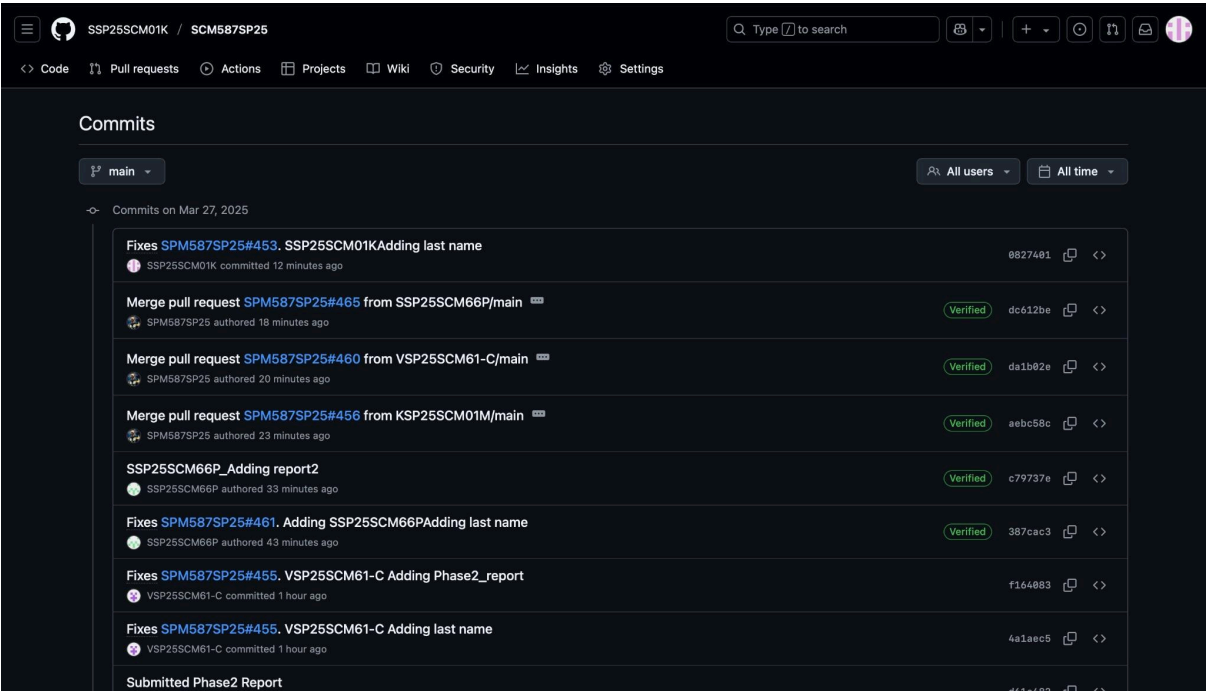 SSP25SCM01K / SCM587SP25
Type / to search
Code Pull requests Actions Projects Wiki Security Insights Settings
Commits
main All users All time
Commits on Mar 27, 2025
Fixes SPM587SP25#453. SSP25SCM01KAdding last name
SSP25SCM01K committed 12 minutes ago
0827401
Merge pull request SPM587SP25#465 from SSP25SCM66P/main
SPM587SP25 authored 18 minutes ago
Verified dc612be
Merge pull request SPM587SP25#460 from VSP25SCM61-C/main
SPM587SP25 authored 20 minutes ago
Verified da1b02e
Merge pull request SPM587SP25#456 from KSP25SCM01M/main
SPM587SP25 authored 23 minutes ago
Verified aebc58c
SSP25SCM66P_Adding report2
SSP25SCM66P authored 33 minutes ago
Verified c79737e
Fixes SPM587SP25#461. Adding SSP25SCM66PAdding last name
SSP25SCM66P authored 43 minutes ago
Verified 387cac3
Fixes SPM587SP25#455. VSP25SCM61-C Adding Phase2_report
VSP25SCM61-C committed 1 hour ago
f164083
Fixes SPM587SP25#455. VSP25SCM61-C Adding last name
VSP25SCM61-C committed 1 hour ago
4a1aec5
Submitted Phase2 Report